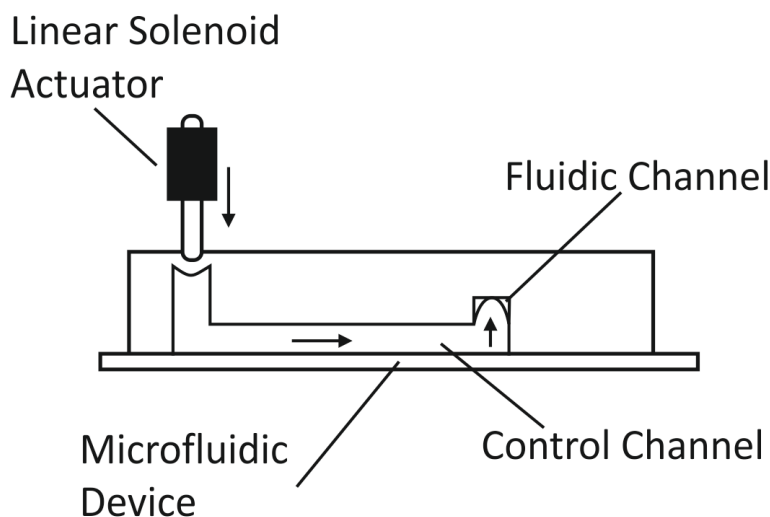 Linear Solenoid
Actuator
Fluidic Channel
Microfluidic
Device
Control Channel